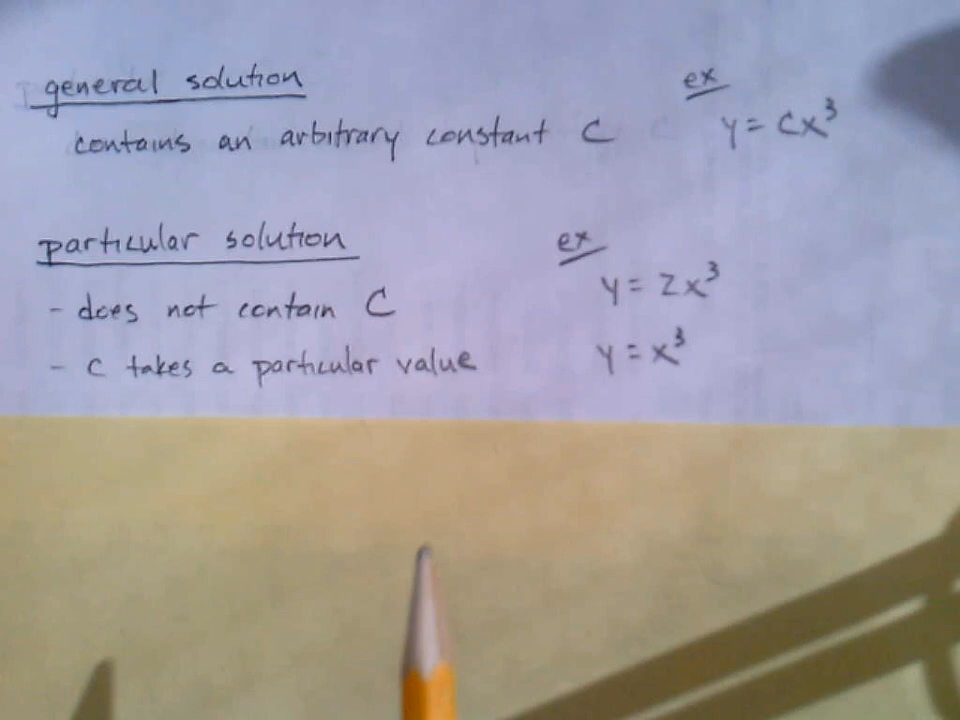 general solution
ex
contains an arbitrary constant C
y = Cx³
particular solution
ex
- does not contain C
y = 2x³
- C takes a particular value
y = x³